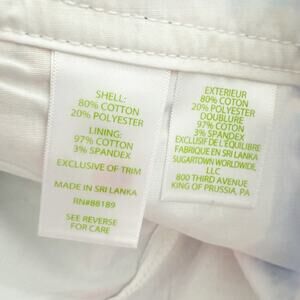 SHELL:
80% COTTON
20% POLYESTER
LINING:
97% COTTON
3% SPANDEX
EXCLUSIVE OF TRIM
MADE IN SRI LANKA
RN#88189
SEE REVERSE
FOR CARE
EXTERIEUR
80% COTON
20% POLYESTER
DOUBLURE
97% COTON
3% SPANDEX
EXCLUSIF DE L'ÉQUILIBRE
FABRIQUÉ EN SRI LANKA
SUGARTOWN WORLDWIDE,
LLC
800 THIRD AVENUE
KING OF PRUSSIA, PA